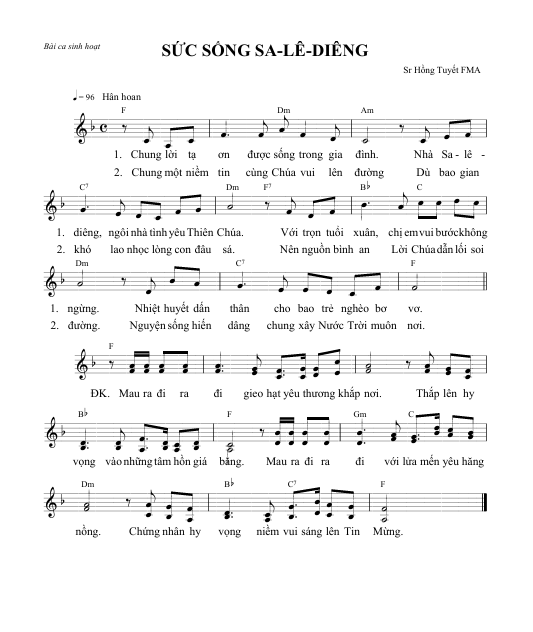 Bài ca sinh hoạt
SỨC SỐNG SA-LÊ-DIÊNG
Sr Hồng Tuyết FMA
♩= 96 Hân hoan
F Dm Am
1. Chung lời tạ ơn được sống trong gia đình. Nhà Sa - lê -
2. Chung một niềm tin cùng Chúa vui lên đường Dù bao gian
C7 Dm F7 Bb C
1. diêng, ngôi nhà tình yêu Thiên Chúa. Với trọn tuổi xuân, chị em vui bước không
2. khó lao nhọc lòng con đâu sá. Nên nguồn bình an Lời Chúa dẫn lối soi
Dm C7 F
1. ngừng. Nhiệt huyết dấn thân cho bao trẻ nghèo bơ vơ.
2. đường. Nguyện sống hiến dâng chung xây Nước Trời muôn nơi.
F
ĐK. Mau ra đi ra đi gieo hạt yêu thương khắp nơi. Thắp lên hy
Bb F Gm C
vọng vào những tâm hồn giá băng. Mau ra đi ra đi với lửa mến yêu hăng
Dm Bb C7 F
nồng. Chứng nhân hy vọng niềm vui sáng lên Tin Mừng.